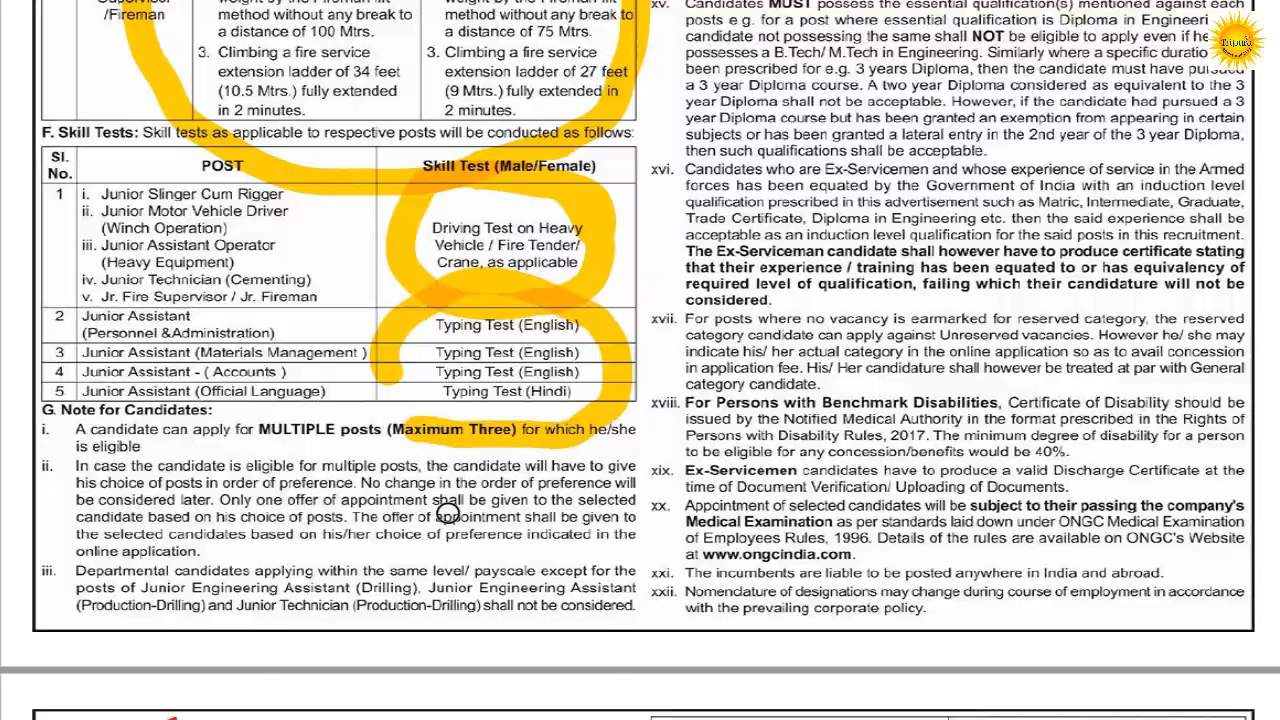 /Fireman
method without any break to
a distance of 100 Mtrs.
3. Climbing a fire service
extension ladder of 34 feet
(10.5 Mtrs.) fully extended
in 2 minutes.
method without any break to
a distance of 75 Mtrs.
3. Climbing a fire service
extension ladder of 27 feet
(9 Mtrs.) fully extended in
2 minutes.
F. Skill Tests: Skill tests as applicable to respective posts will be conducted as follows:
Sl. No. POST Skill Test (Male/Female)
1 i. Junior Slinger Cum Rigger
ii. Junior Motor Vehicle Driver
(Winch Operation)
iii. Junior Assistant Operator
(Heavy Equipment)
iv. Junior Technician (Cementing)
v. Jr. Fire Supervisor / Jr. Fireman
Driving Test on Heavy
Vehicle / Fire Tender/
Crane, as applicable
2 Junior Assistant
(Personnel &Administration)
Typing Test (English)
3 Junior Assistant (Materials Management ) Typing Test (English)
4 Junior Assistant - ( Accounts ) Typing Test (English)
5 Junior Assistant (Official Language) Typing Test (Hindi)
G. Note for Candidates:
i. A candidate can apply for MULTIPLE posts (Maximum Three) for which he/she
is eligible
ii. In case the candidate is eligible for multiple posts, the candidate will have to give
his choice of posts in order of preference. No change in the order of preference will
be considered later. Only one offer of appointment shall be given to the selected
candidate based on his choice of posts. The offer of appointment shall be given to
the selected candidates based on his/her choice of preference indicated in the
online application.
iii. Departmental candidates applying within the same level/ payscale except for the
posts of Junior Engineering Assistant (Drilling), Junior Engineering Assistant
(Production-Drilling) and Junior Technician (Production-Drilling) shall not be considered.
xv. Candidates MUST possess the essential qualification(s) mentioned against each
posts e.g. for a post where essential qualification is Diploma in Engineeri
candidate not possessing the same shall NOT be eligible to apply even if he
possesses a B.Tech/ M.Tech in Engineering. Similarly where a specific duratio
been prescribed for e.g. 3 years Diploma, then the candidate must have pursued
a 3 year Diploma course. A two year Diploma considered as equivalent to the 3
year Diploma shall not be acceptable. However, if the candidate had pursued a 3
year Diploma course but has been granted an exemption from appearing in certain
subjects or has been granted a lateral entry in the 2nd year of the 3 year Diploma,
then such qualifications shall be acceptable.
xvi. Candidates who are Ex-Servicemen and whose experience of service in the Armed
forces has been equated by the Government of India with an induction level
qualification prescribed in this advertisement such as Matric, Intermediate, Graduate,
Trade Certificate, Diploma in Engineering etc. then the said experience shall be
acceptable as an induction level qualification for the said posts in this recruitment.
The Ex-Serviceman candidate shall however have to produce certificate stating
that their experience / training has been equated to or has equivalency of
required level of qualification, failing which their candidature will not be
considered.
xvii. For posts where no vacancy is earmarked for reserved category, the reserved
category candidate can apply against Unreserved vacancies. However he/ she may
indicate his/ her actual category in the online application so as to avail concession
in application fee. His/ Her candidature shall however be treated at par with General
category candidate.
xviii. For Persons with Benchmark Disabilities, Certificate of Disability should be
issued by the Notified Medical Authority in the format prescribed in the Rights of
Persons with Disability Rules, 2017. The minimum degree of disability for a person
to be eligible for any concession/benefits would be 40%.
xix. Ex-Servicemen candidates have to produce a valid Discharge Certificate at the
time of Document Verification/ Uploading of Documents.
xx. Appointment of selected candidates will be subject to their passing the company's
Medical Examination as per standards laid down under ONGC Medical Examination
of Employees Rules, 1996. Details of the rules are available on ONGC's Website
at www.ongcindia.com.
xxi. The incumbents are liable to be posted anywhere in India and abroad.
xxii. Nomenclature of designations may change during course of employment in accordance
with the prevailing corporate policy.